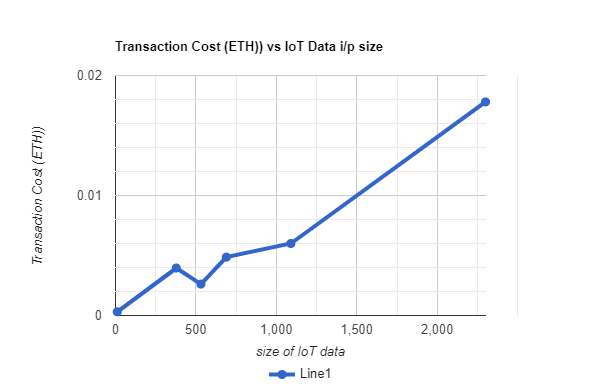 Transaction Cost (ETH)) vs IoT Data i/p size
0.02
0.01
0
Transaction Cost (ETH))
0 500 1,000 1,500 2,000
size of IoT data
Line1